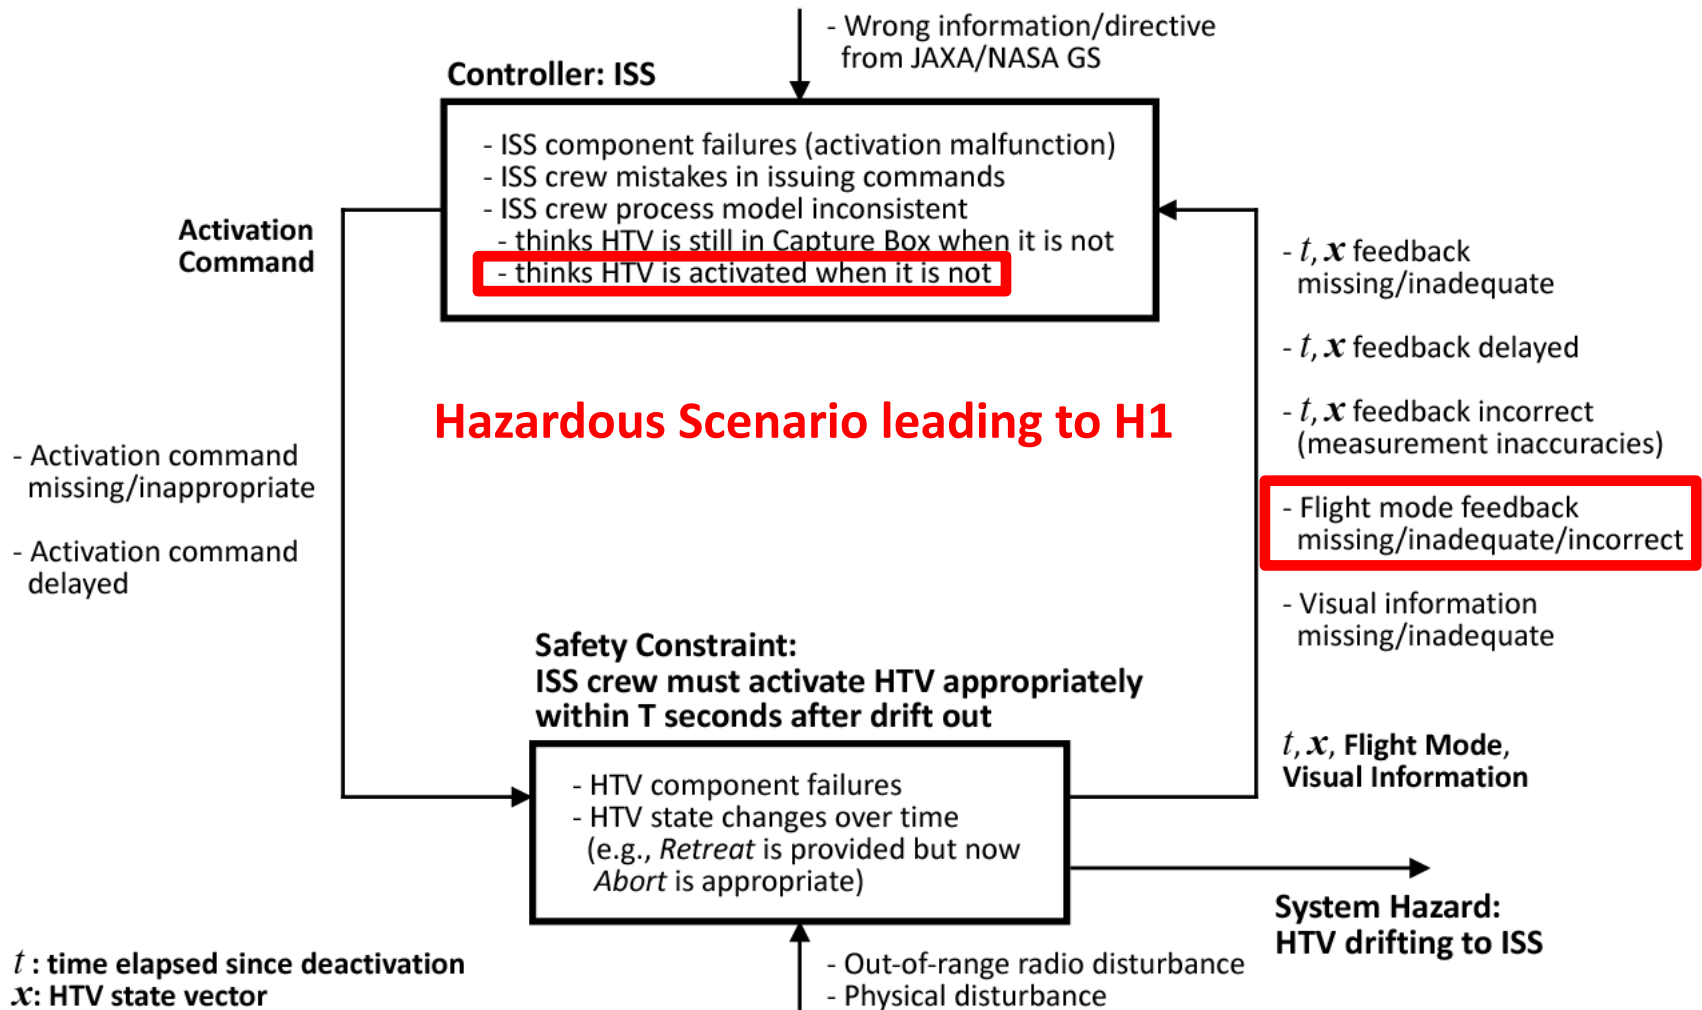 - Wrong information/directive
from JAXA/NASA GS
Controller: ISS
- ISS component failures (activation malfunction)
- ISS crew mistakes in issuing commands
- ISS crew process model inconsistent
- thinks HTV is still in Capture Box when it is not
- thinks HTV is activated when it is not
Activation
Command
- t, x feedback
missing/inadequate
- t, x feedback delayed
- t, x feedback incorrect
(measurement inaccuracies)
- Flight mode feedback
missing/inadequate/incorrect
- Visual information
missing/inadequate
Hazardous Scenario leading to H1
- Activation command
missing/inappropriate
- Activation command
delayed
Safety Constraint:
ISS crew must activate HTV appropriately
within T seconds after drift out
- HTV component failures
- HTV state changes over time
(e.g., Retreat is provided but now
Abort is appropriate)
t, x, Flight Mode,
Visual Information
System Hazard:
HTV drifting to ISS
t : time elapsed since deactivation
x: HTV state vector
- Out-of-range radio disturbance
- Physical disturbance